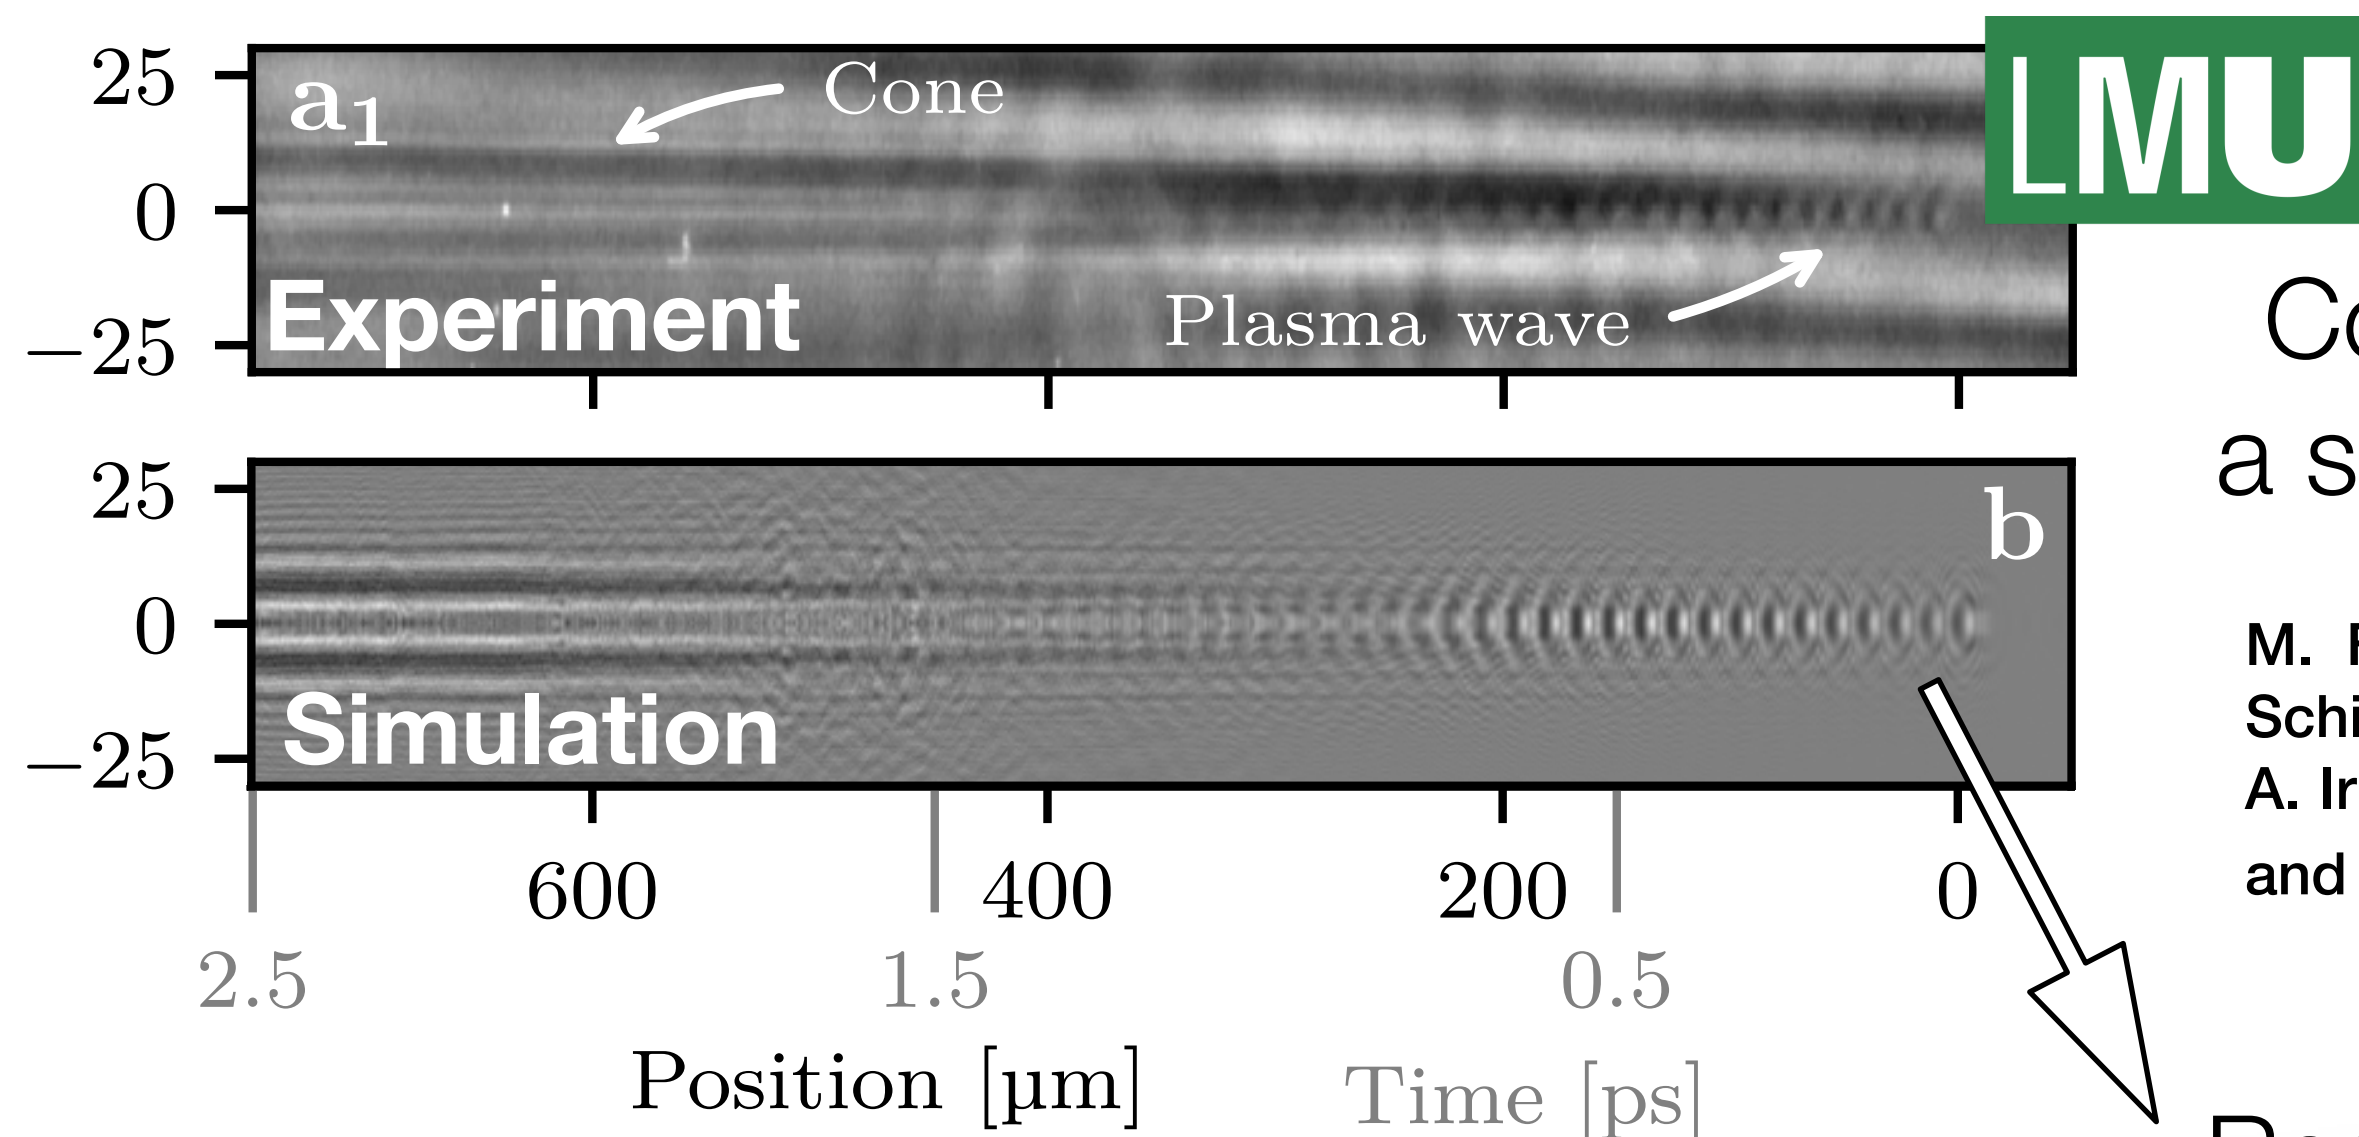 25
a1
Cone
0
Experiment
Plasma wave
−25
LMU
25
b
0
Simulation
−25
600
400
200
0
2.5
1.5
0.5
Position [µm]
Time [ps]
a
M.
Schi
A. Ir
and